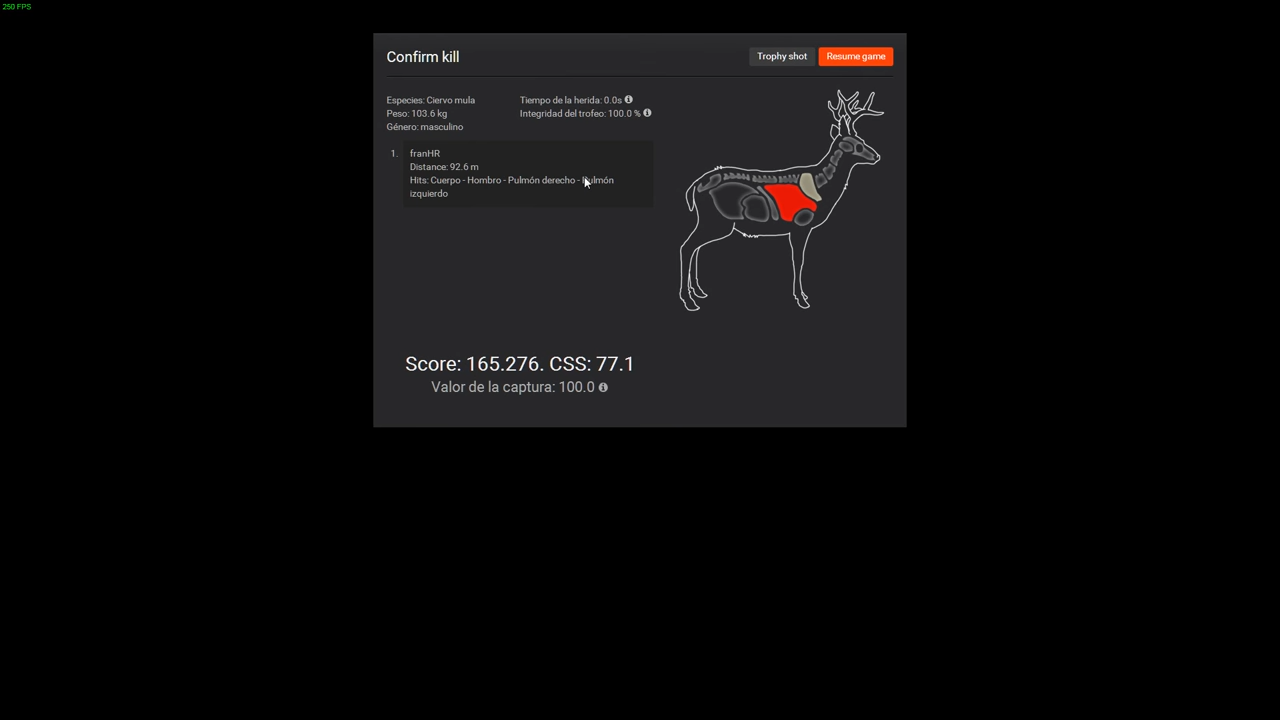 250 FPS
Confirm kill
Trophy shot
Resume game
Especies: Ciervo mula
Tiempo de la herida: 0.0s
Peso: 103.6 kg
Integridad del trofeo: 100.0 %
Género: masculino
1.
franHR
Distance: 92.6 m
Hits: Cuerpo - Hombro - Pulmón derecho - Pulmón
izquierdo
Score: 165.276. CSS: 77.1
Valor de la captura: 100.0